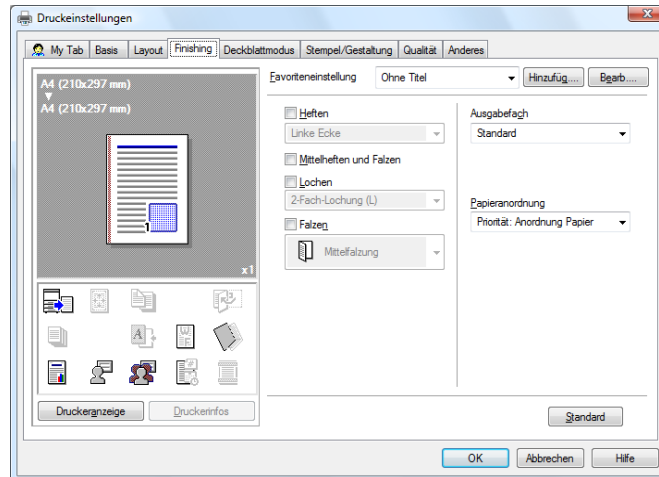 Druckeinstellungen
My Tab Basis Layout Finishing Deckblattmodus Stempel/Gestaltung Qualität Anderes
A4 (210x297 mm)
A4 (210x297 mm)
1
x1
Favoriteneinstellung Ohne Titel Hinzufüg.... Bearb....
Heften
Linke Ecke
Mittelheften und Falzen
Lochen
2-Fach-Lochung (L)
Falzen
Mittelfalzung
Ausgabefach
Standard
Papieranordnung
Priorität: Anordnung Papier
Druckeranzeige Druckerinfos
Standard
OK Abbrechen Hilfe